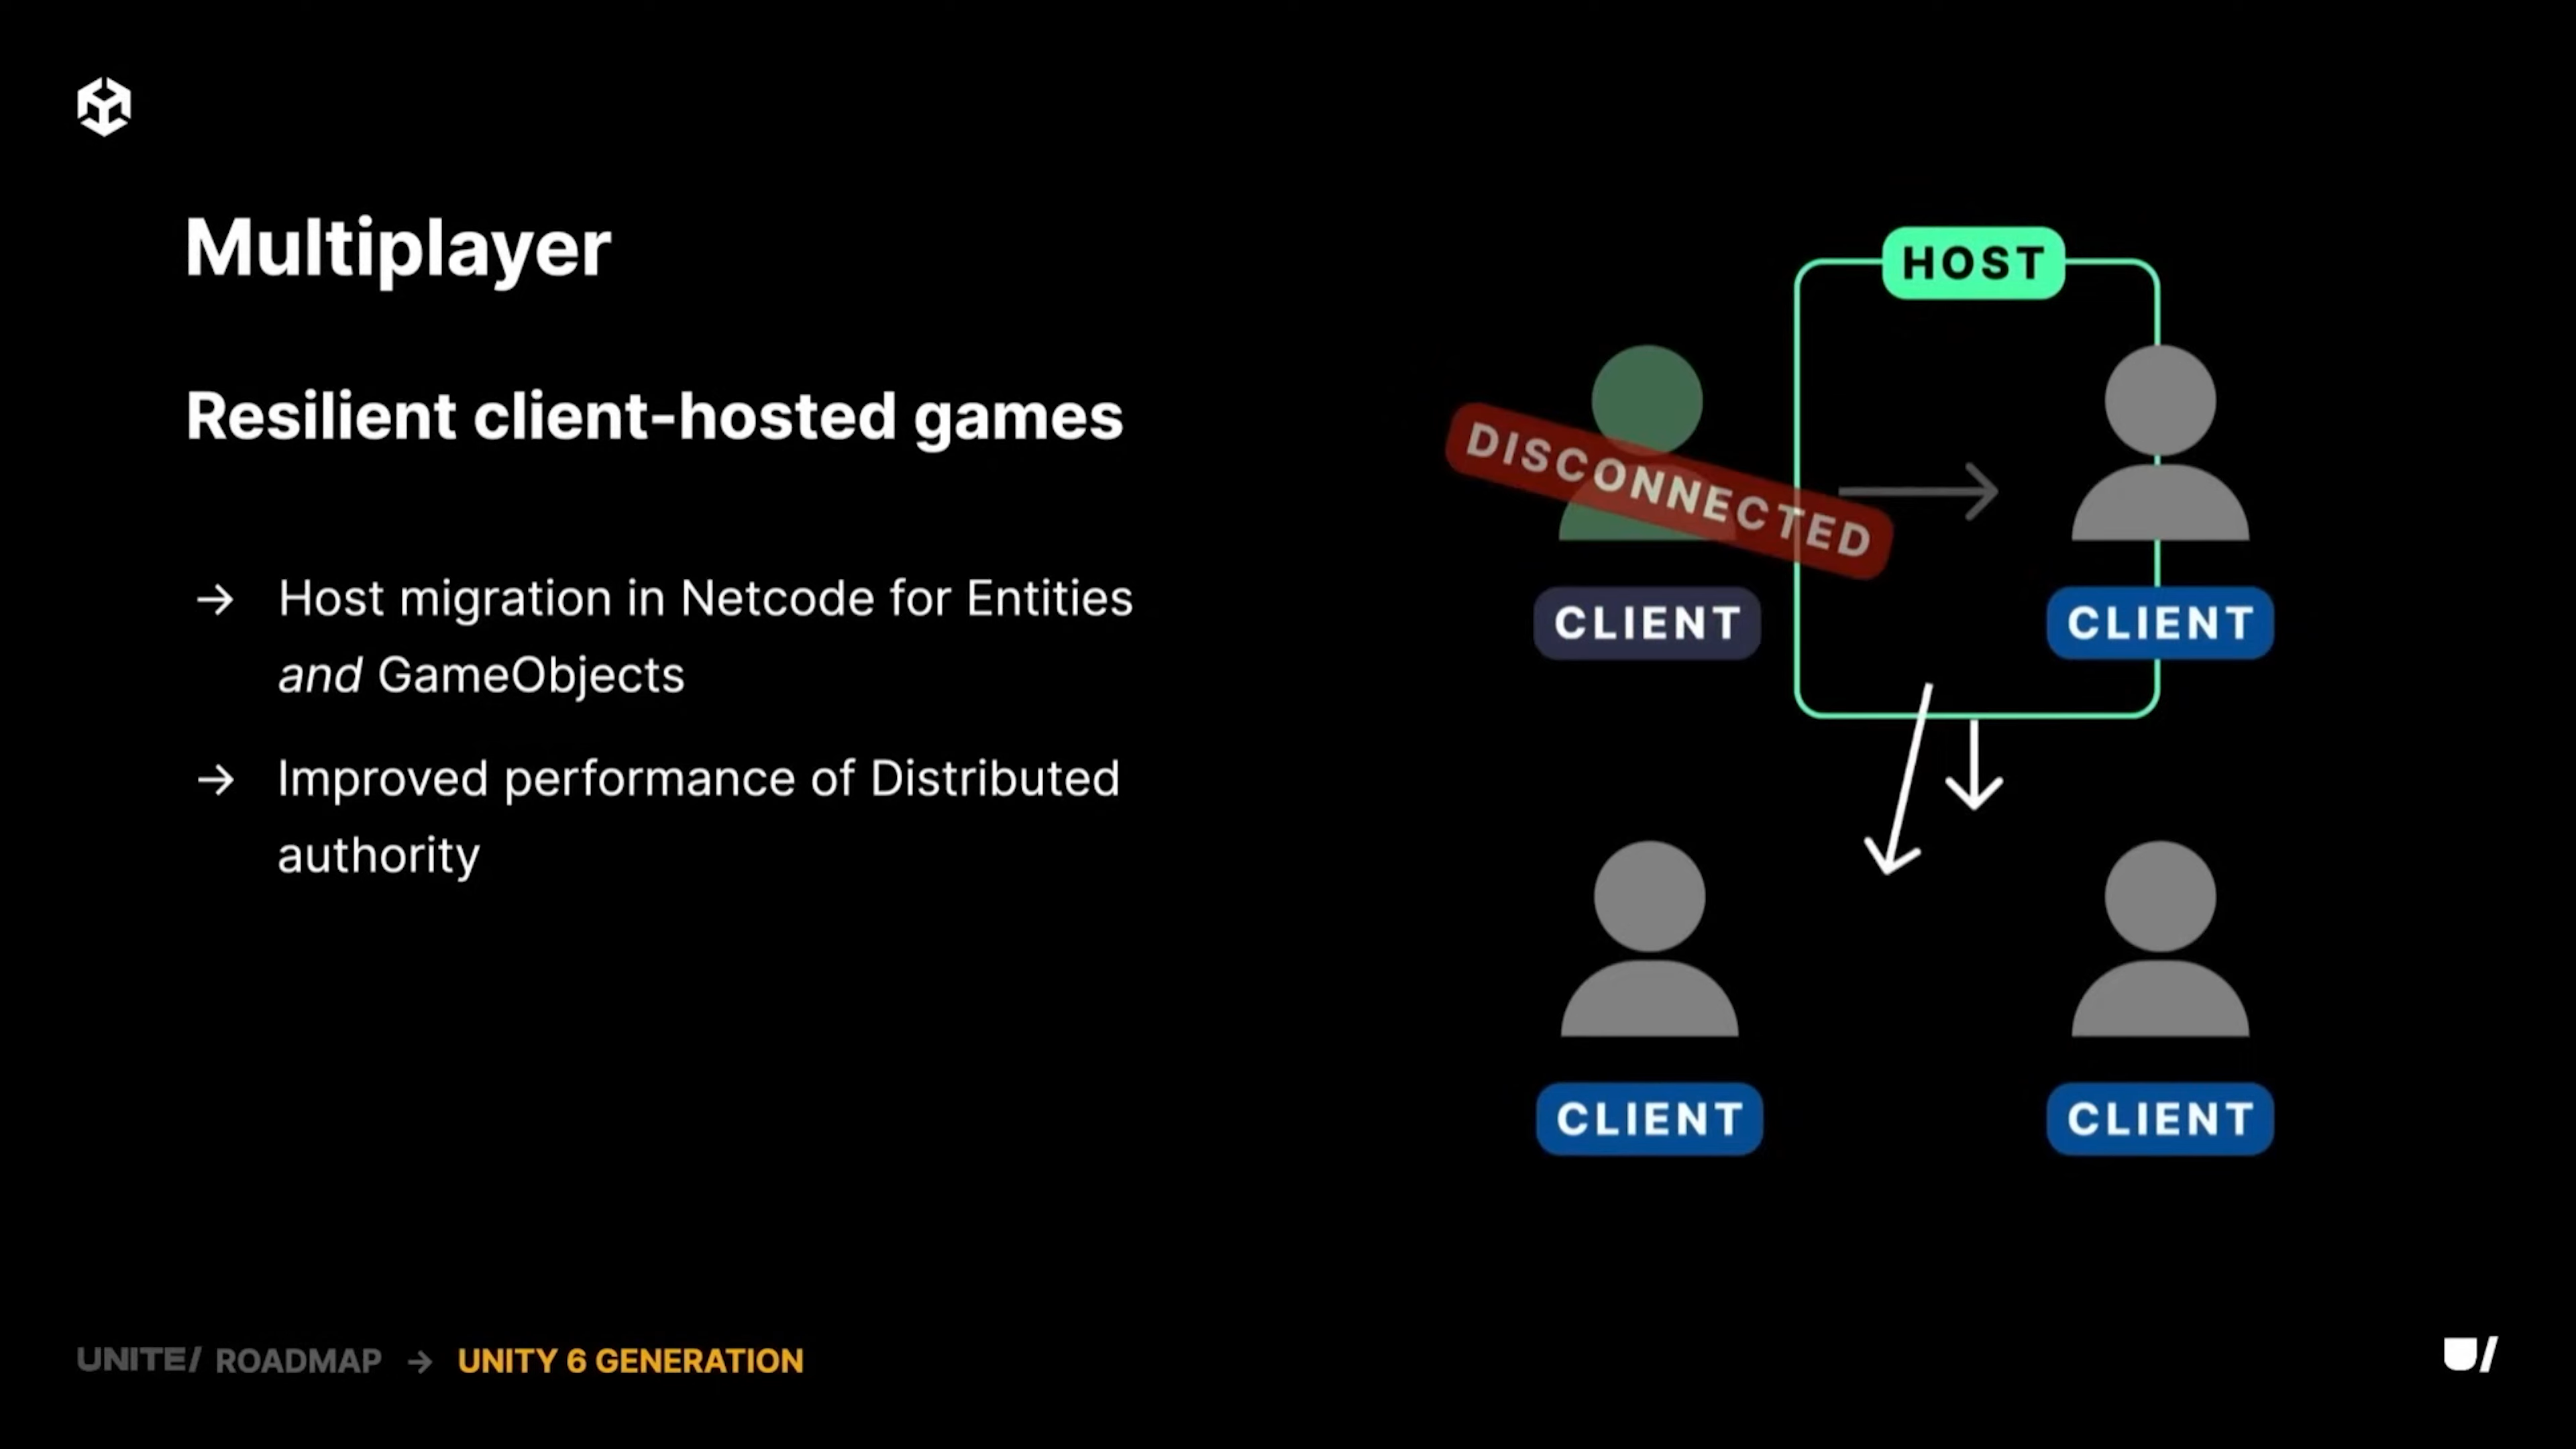 Multiplayer
Resilient client-hosted games
→ Host migration in Netcode for Entities
and GameObjects
→ Improved performance of Distributed
authority
HOST
DISCONNECTED
CLIENT
CLIENT
CLIENT
CLIENT
UNITE/ ROADMAP → UNITY 6 GENERATION
U/